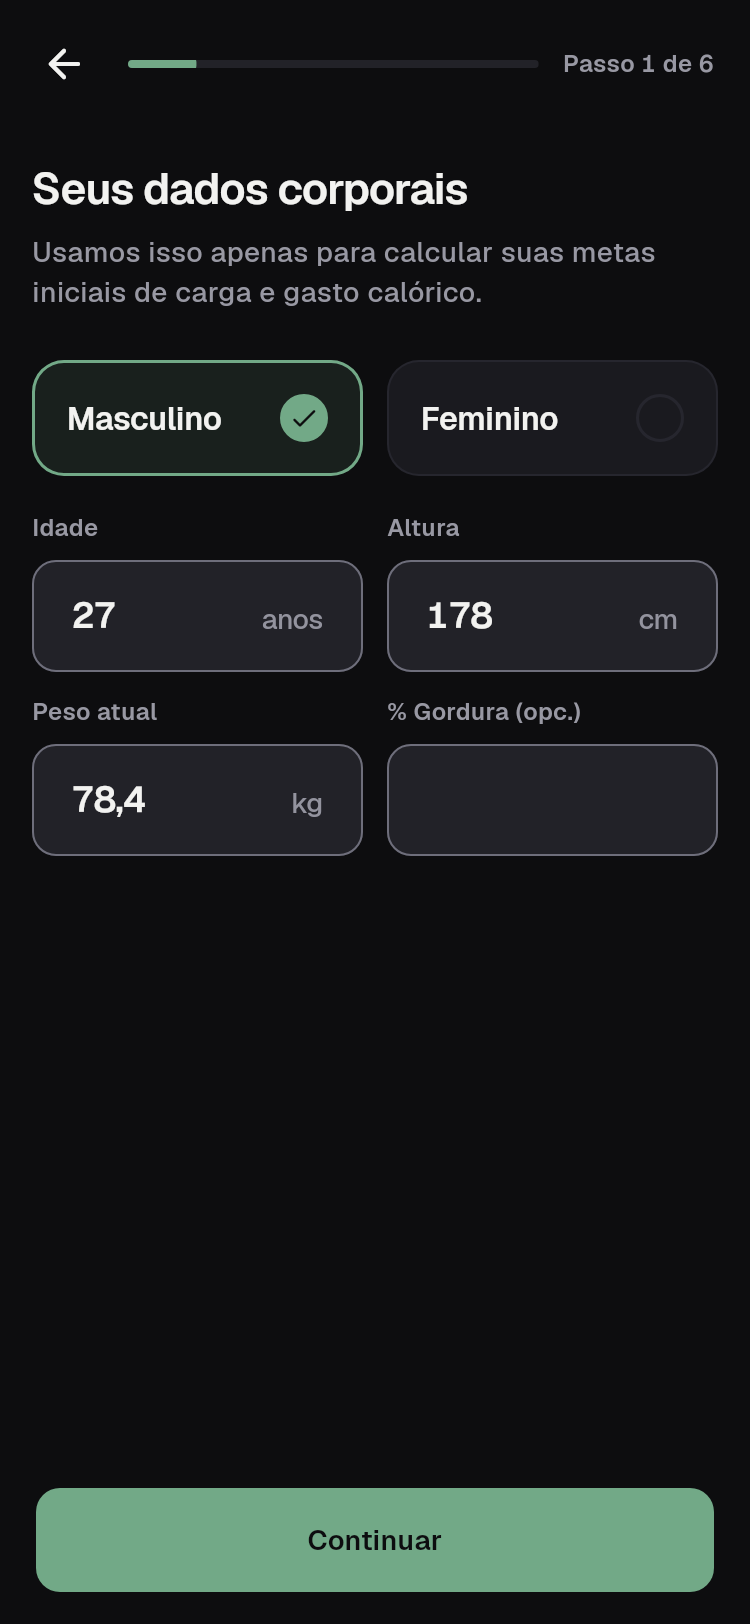 Passo 1 de 6
Seus dados corporais
Usamos isso apenas para calcular suas metas
iniciais de carga e gasto calórico.
Masculino
Feminino
Idade
Altura
27 anos
178 cm
Peso atual
% Gordura (opc.)
78,4 kg
Continuar